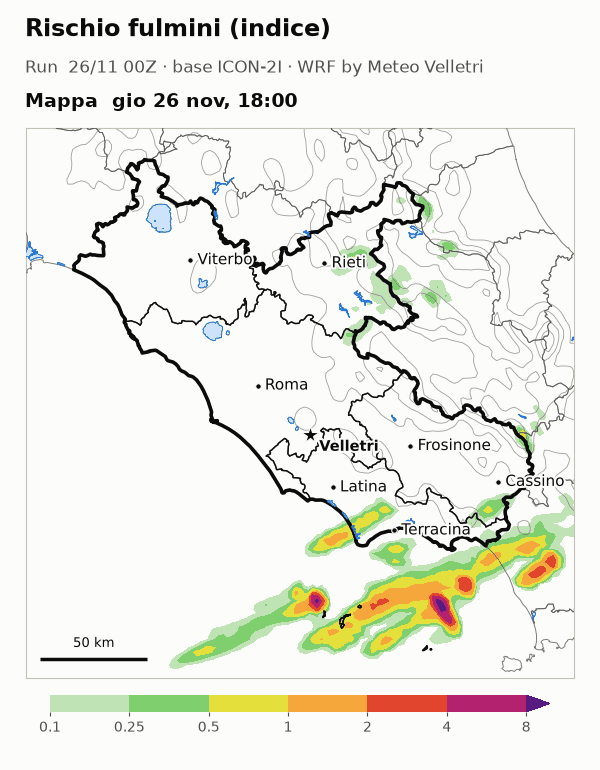 Rischio fulmini (indice)
Run  26/11 00Z · base ICON-2I · WRF by Meteo Velletri
Mappa  gio 26 nov, 18:00
Viterbo
Rieti
Roma
Velletri
Frosinone
Cassino
Latina
Terracina
50 km
0.1 0.25 0.5 1 2 4 8